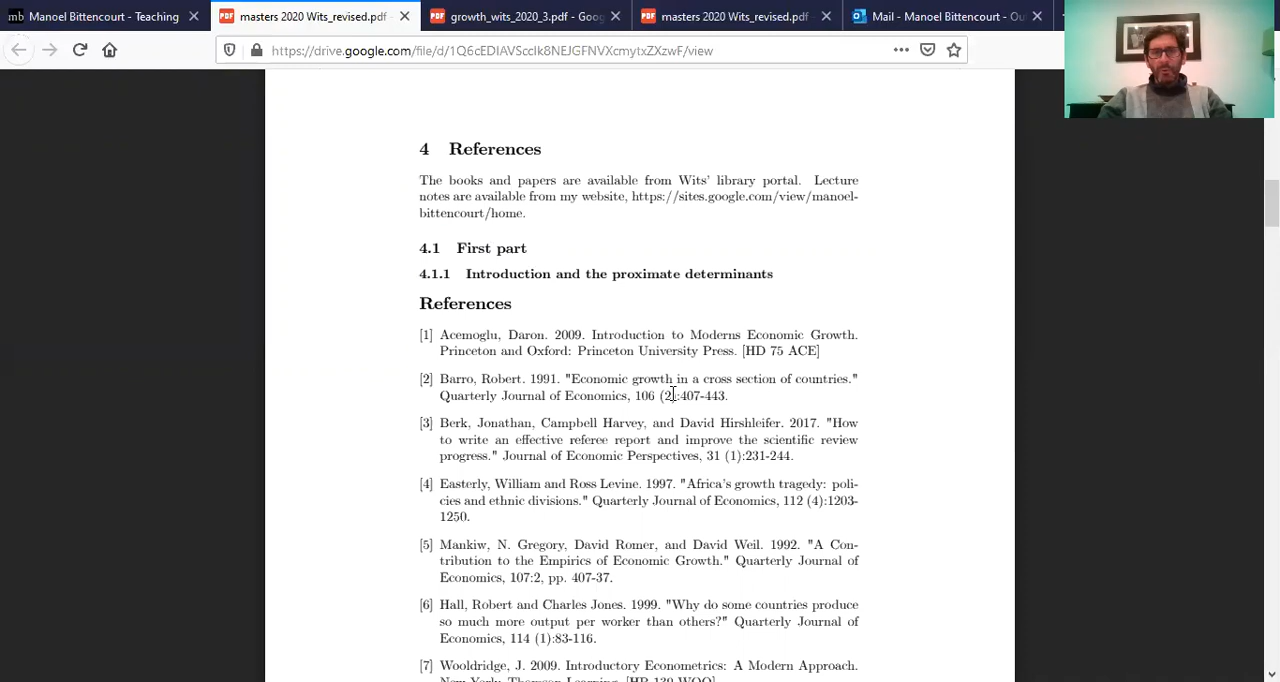 mb Manoel Bittencourt - Teaching
PDF masters 2020 Wits_revised.pdf -
PDF growth_wits_2020_3.pdf - Goog
PDF masters 2020 Wits_revised.pdf -
Mail - Manoel Bittencourt - Ou
https://drive.google.com/file/d/1Q6cEDIAVScclk8NEJGFNVXcmytxZXzwF/view
4 References
The books and papers are available from Wits' library portal. Lecture
notes are available from my website, https://sites.google.com/view/manoel-
bittencourt/home.
4.1 First part
4.1.1 Introduction and the proximate determinants
References
[1] Acemoglu, Daron. 2009. Introduction to Moderns Economic Growth.
Princeton and Oxford: Princeton University Press. [HD 75 ACE]
[2] Barro, Robert. 1991. "Economic growth in a cross section of countries."
Quarterly Journal of Economics, 106 (2):407-443.
[3] Berk, Jonathan, Campbell Harvey, and David Hirshleifer. 2017. "How
to write an effective referee report and improve the scientific review
progress." Journal of Economic Perspectives, 31 (1):231-244.
[4] Easterly, William and Ross Levine. 1997. "Africa's growth tragedy: poli-
cies and ethnic divisions." Quarterly Journal of Economics, 112 (4):1203-
1250.
[5] Mankiw, N. Gregory, David Romer, and David Weil. 1992. "A Con-
tribution to the Empirics of Economic Growth." Quarterly Journal of
Economics, 107:2, pp. 407-37.
[6] Hall, Robert and Charles Jones. 1999. "Why do some countries produce
so much more output per worker than others?" Quarterly Journal of
Economics, 114 (1):83-116.
[7] Wooldridge, J. 2009. Introductory Econometrics: A Modern Approach.